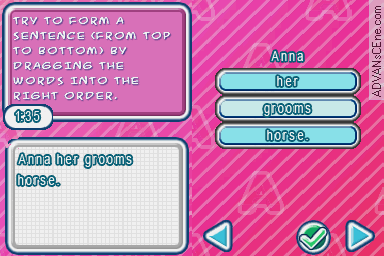 TRY TO FORM A
SENTENCE (FROM TOP
TO BOTTOM) BY
DRAGGING THE
WORDS INTO THE
RIGHT ORDER.
1:35
Anna her grooms
horse.
Anna
her
grooms
horse.
ADVANsCEne.com